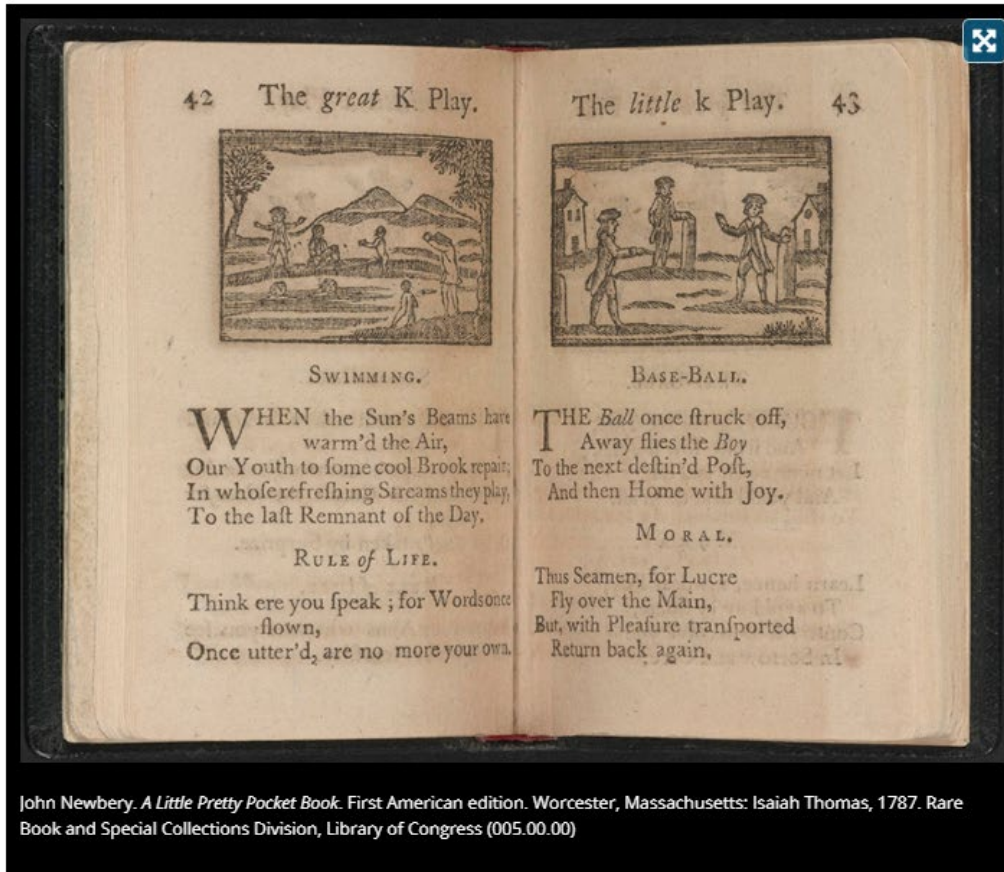 42 The great K Play.
SWIMMING.
WHEN the Sun's Beams have
warm'd the Air,
Our Youth to ſome cool Brook repair;
In whoſe refreſhing Streams they play,
To the laſt Remnant of the Day.
RULE of LIFE.
Think ere you ſpeak ; for Words once
flown,
Once utter'd, are no more your own.
The little k Play. 43
BASE-BALL.
THE Ball once ſtruck off,
Away flies the Boy
To the next deſtin'd Poſt,
And then Home with Joy.
MORAL.
Thus Seamen, for Lucre
Fly over the Main,
But, with Pleaſure tranſported
Return back again,
John Newbery. A Little Pretty Pocket Book. First American edition. Worcester, Massachusetts: Isaiah Thomas, 1787. Rare
Book and Special Collections Division, Library of Congress (005.00.00)